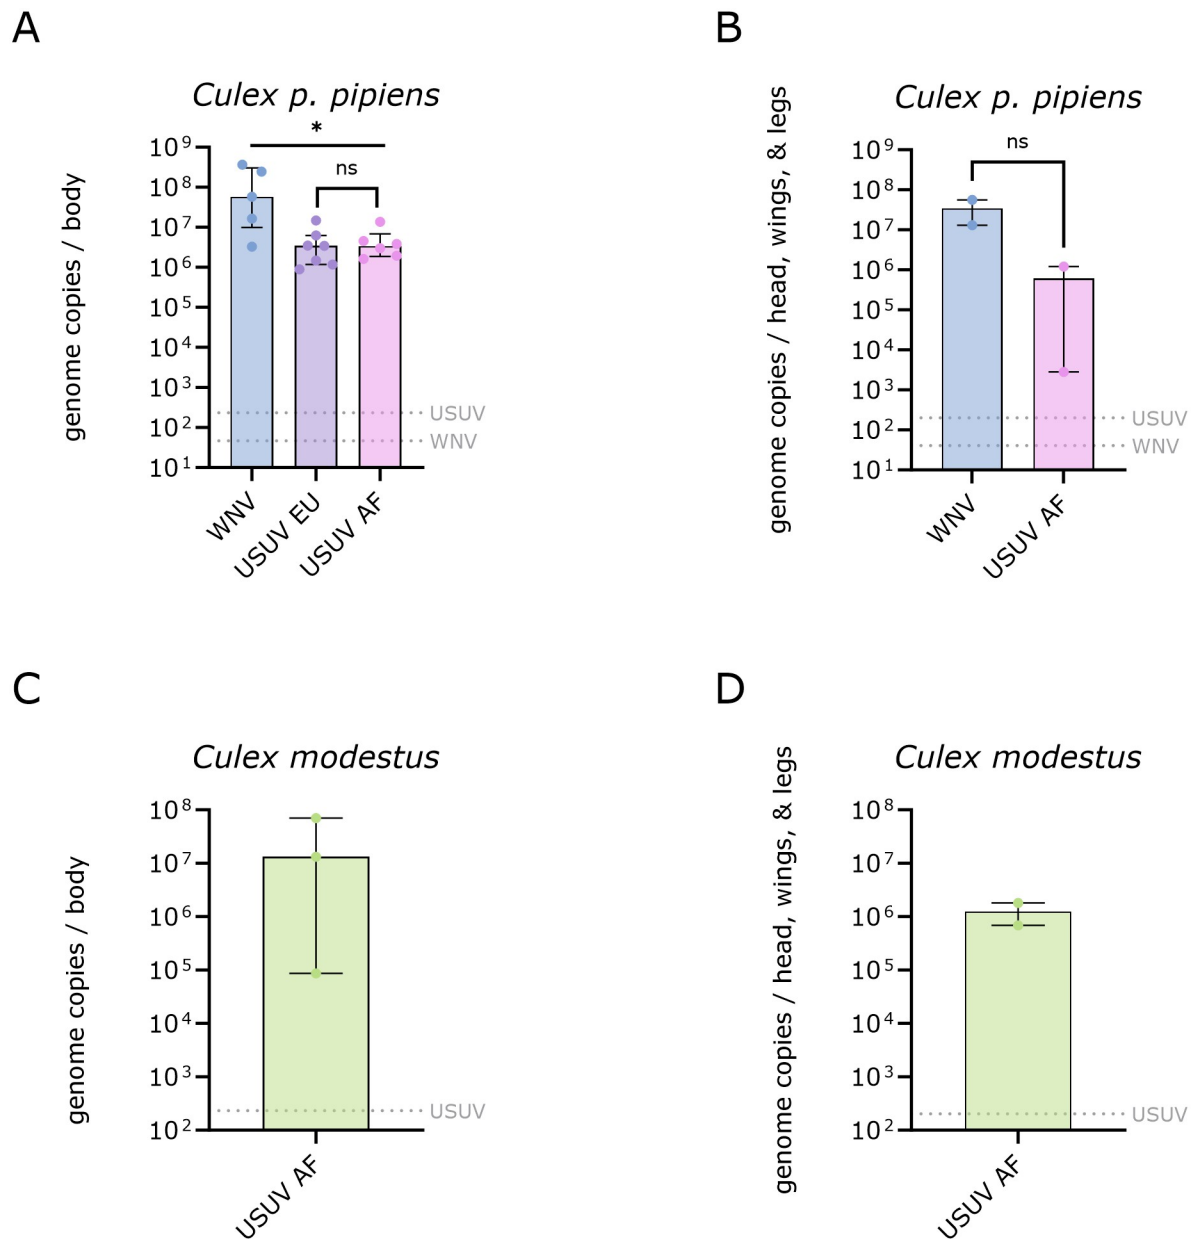 A
Culex p. pipiens
genome copies / body
*
ns
10⁹
10⁸
10⁷
10⁶
10⁵
10⁴
10³
10²
10¹
USUV
WNV
WNV
USUV EU
USUV AF
B
Culex p. pipiens
genome copies / head, wings, & legs
ns
10⁹
10⁸
10⁷
10⁶
10⁵
10⁴
10³
10²
10¹
USUV
WNV
WNV
USUV AF
C
Culex modestus
genome copies / body
10⁸
10⁷
10⁶
10⁵
10⁴
10³
10²
USUV
USUV AF
D
Culex modestus
genome copies / head, wings, & legs
10⁸
10⁷
10⁶
10⁵
10⁴
10³
10²
USUV
USUV AF